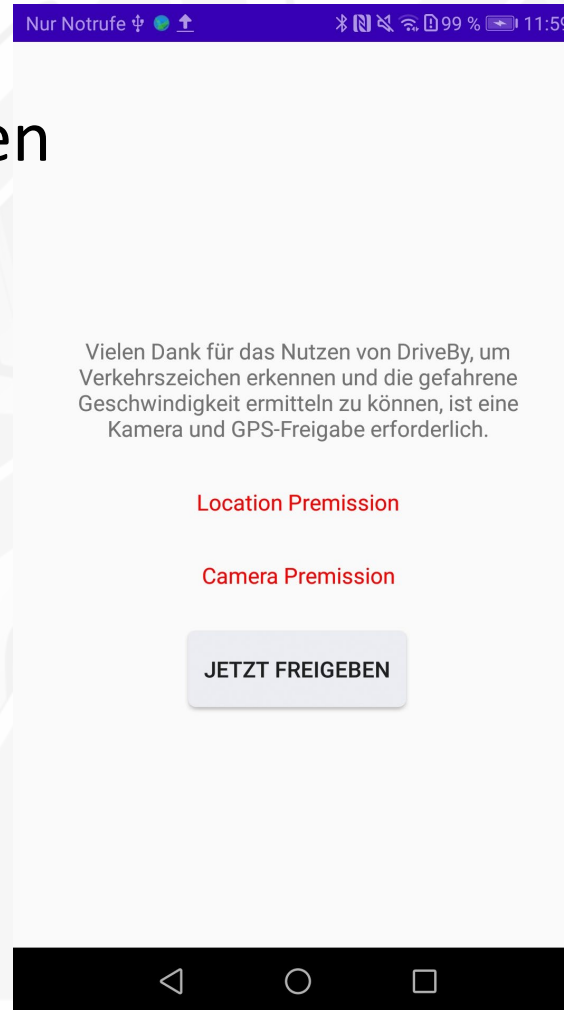 Nur Notrufe 99 % 11:59
en
Vielen Dank für das Nutzen von DriveBy, um
Verkehrszeichen erkennen und die gefahrene
Geschwindigkeit ermitteln zu können, ist eine
Kamera und GPS-Freigabe erforderlich.
Location Premission
Camera Premission
JETZT FREIGEBEN